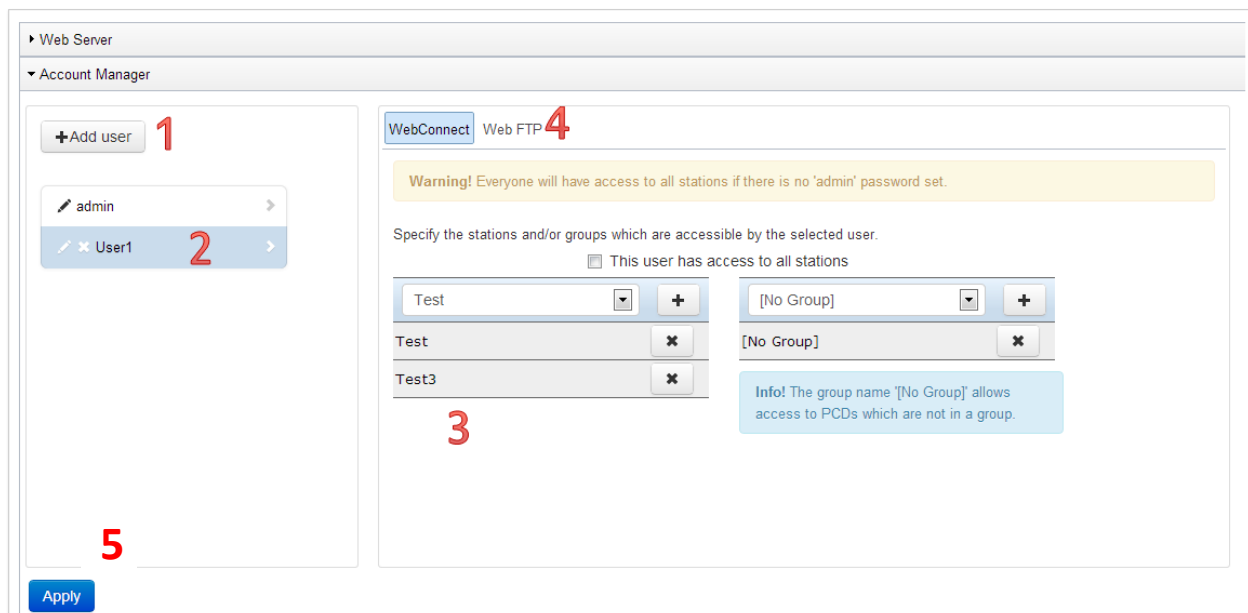 Web Server
Account Manager
+Add user 1
admin
User1 2
WebConnect Web FTP 4
Warning! Everyone will have access to all stations if there is no 'admin' password set.
Specify the stations and/or groups which are accessible by the selected user.
This user has access to all stations
Test
Test
Test3
3
[No Group]
[No Group]
Info! The group name '[No Group]' allows
access to PCDs which are not in a group.
5
Apply